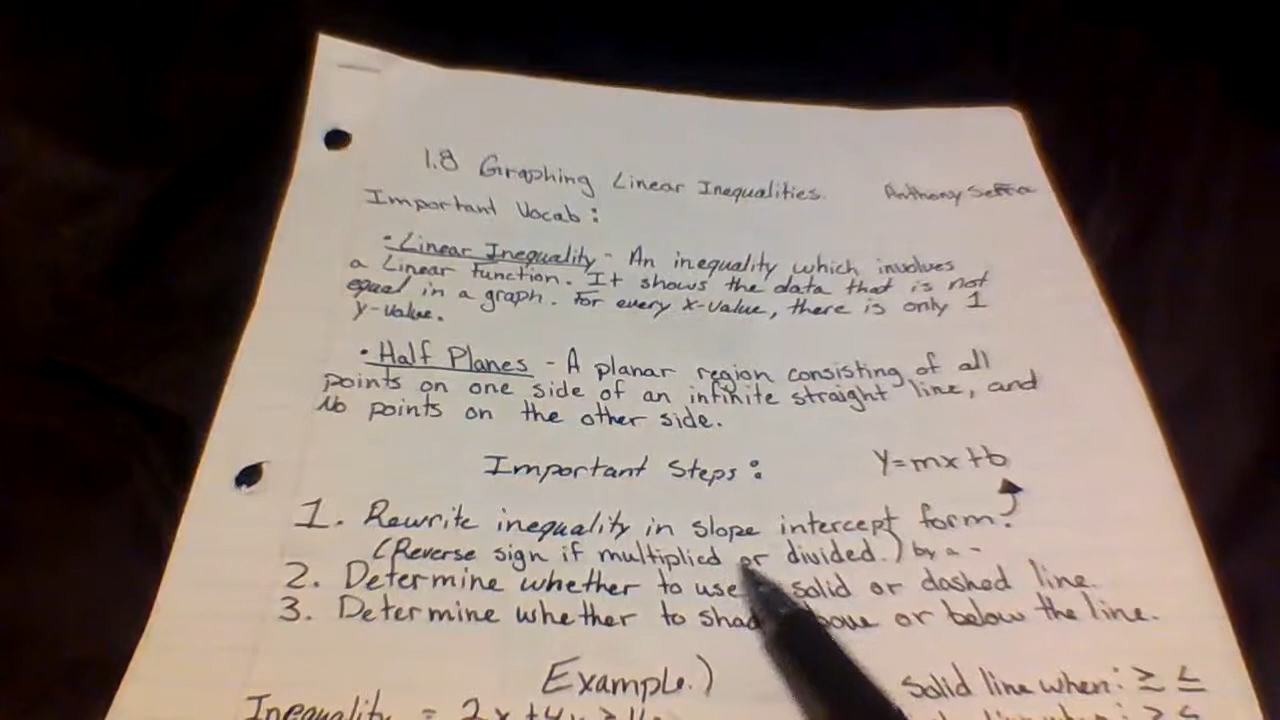 1.8 Graphing Linear Inequalities.
Anthony
Important Vocab:
• Linear Inequality - An inequality which involves
a Linear function. It shows the data that is not
equal in a graph. For every x-value, there is only 1
y-value.
• Half Planes - A planar region consisting of all
points on one side of an infinite straight line, and
No points on the other side.
Important Steps:
y=mx+b
1. Rewrite inequality in slope intercept form.
(Reverse sign if multiplied or divided.) by a -
2. Determine whether to use solid or dashed line.
3. Determine whether to shade above or below the line.
Example.)
Solid line when: ≥ ≤
Inequality = 2x+4y ≥